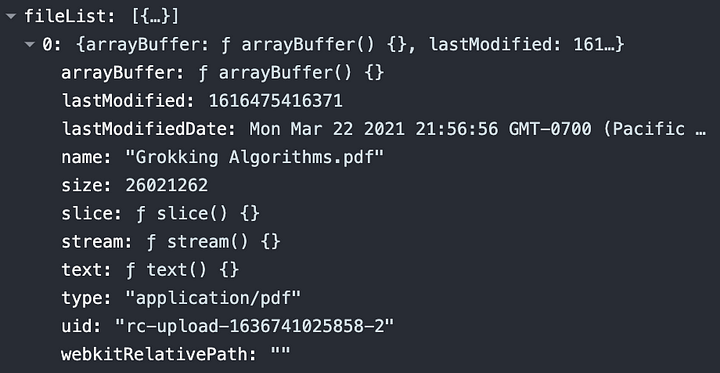 fileList: [{…}]
0: {arrayBuffer: ƒ arrayBuffer() {}, lastModified: 161…}
arrayBuffer: ƒ arrayBuffer() {}
lastModified: 1616475416371
lastModifiedDate: Mon Mar 22 2021 21:56:56 GMT-0700 (Pacific …
name: "Grokking Algorithms.pdf"
size: 26021262
slice: ƒ slice() {}
stream: ƒ stream() {}
text: ƒ text() {}
type: "application/pdf"
uid: "rc-upload-1636741025858-2"
webkitRelativePath: ""